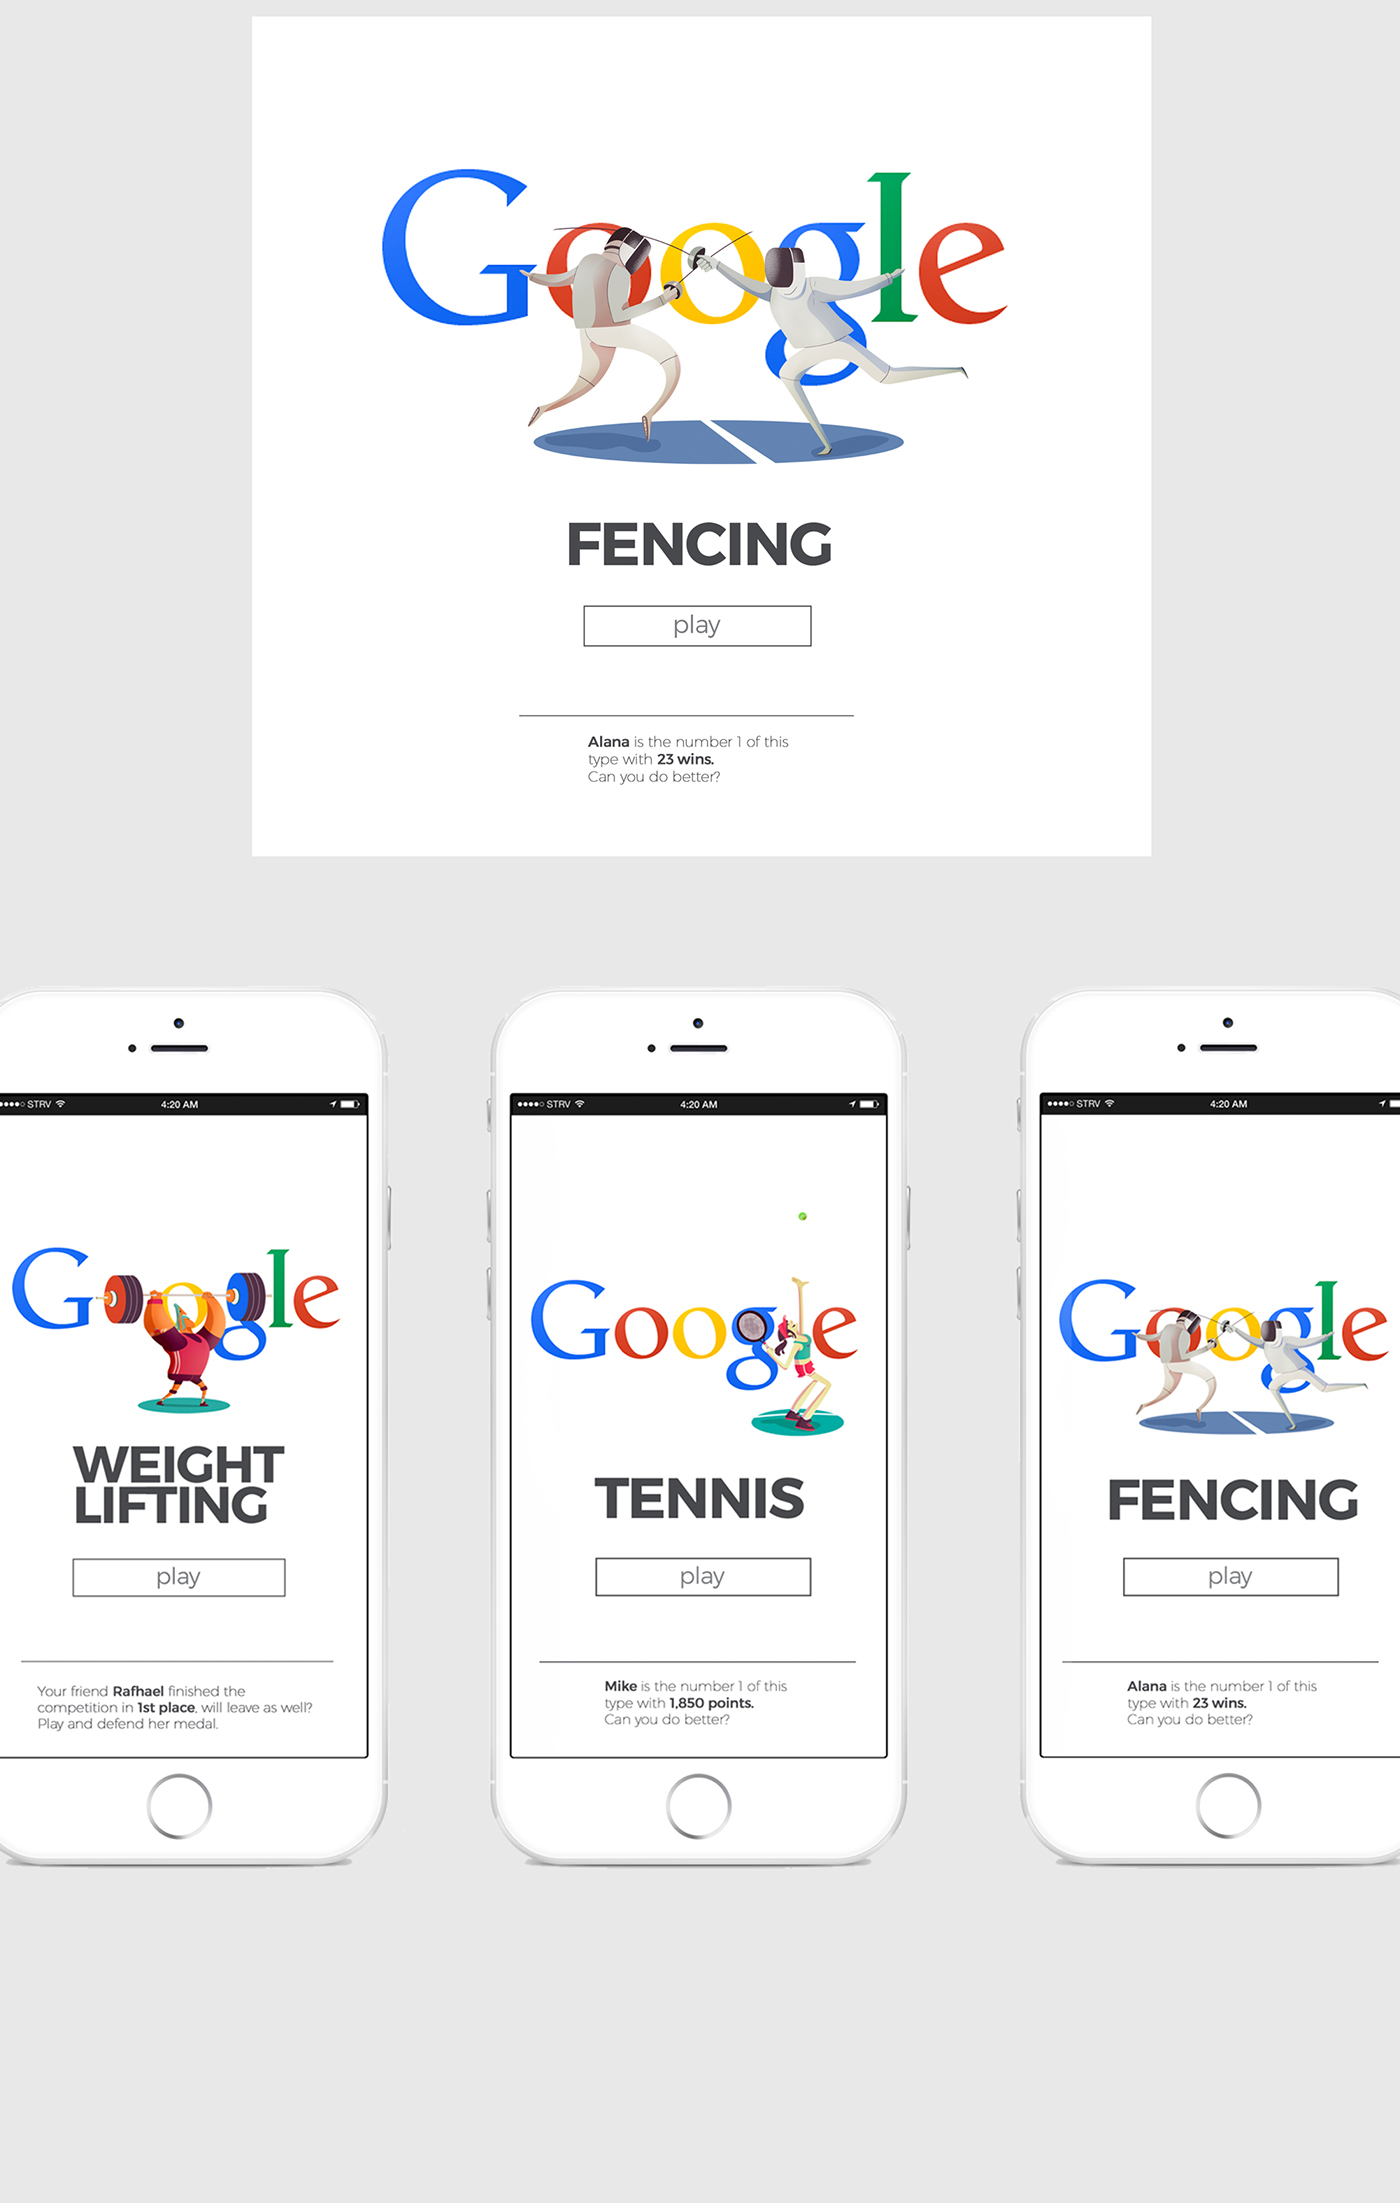 Google
FENCING
play
Alana is the number 1 of this
type with 23 wins.
Can you do better?
STRV 4:20 AM
Google
WEIGHT
LIFTING
play
Your friend Rafhael finished the
competition in 1st place, will leave as well?
Play and defend her medal.
STRV 4:20 AM
Google
TENNIS
play
Mike is the number 1 of this
type with 1,850 points.
Can you do better?
STRV 4:20 AM
Google
FENCING
play
Alana is the number 1 of this
type with 23 wins.
Can you do better?